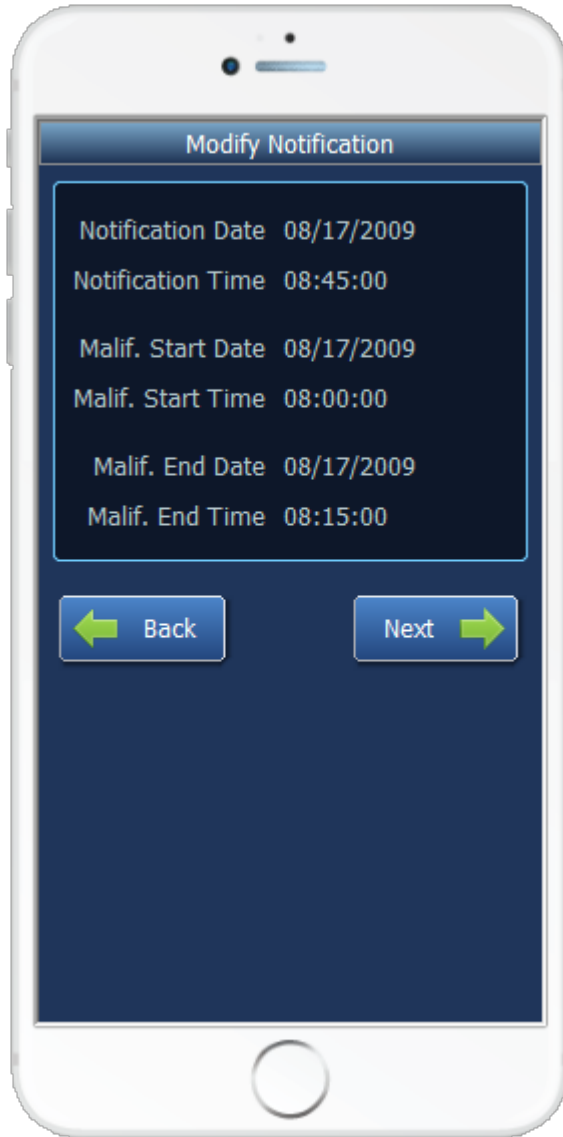 Modify Notification
Notification Date 08/17/2009
Notification Time 08:45:00
Malif. Start Date 08/17/2009
Malif. Start Time 08:00:00
Malif. End Date 08/17/2009
Malif. End Time 08:15:00
Back Next